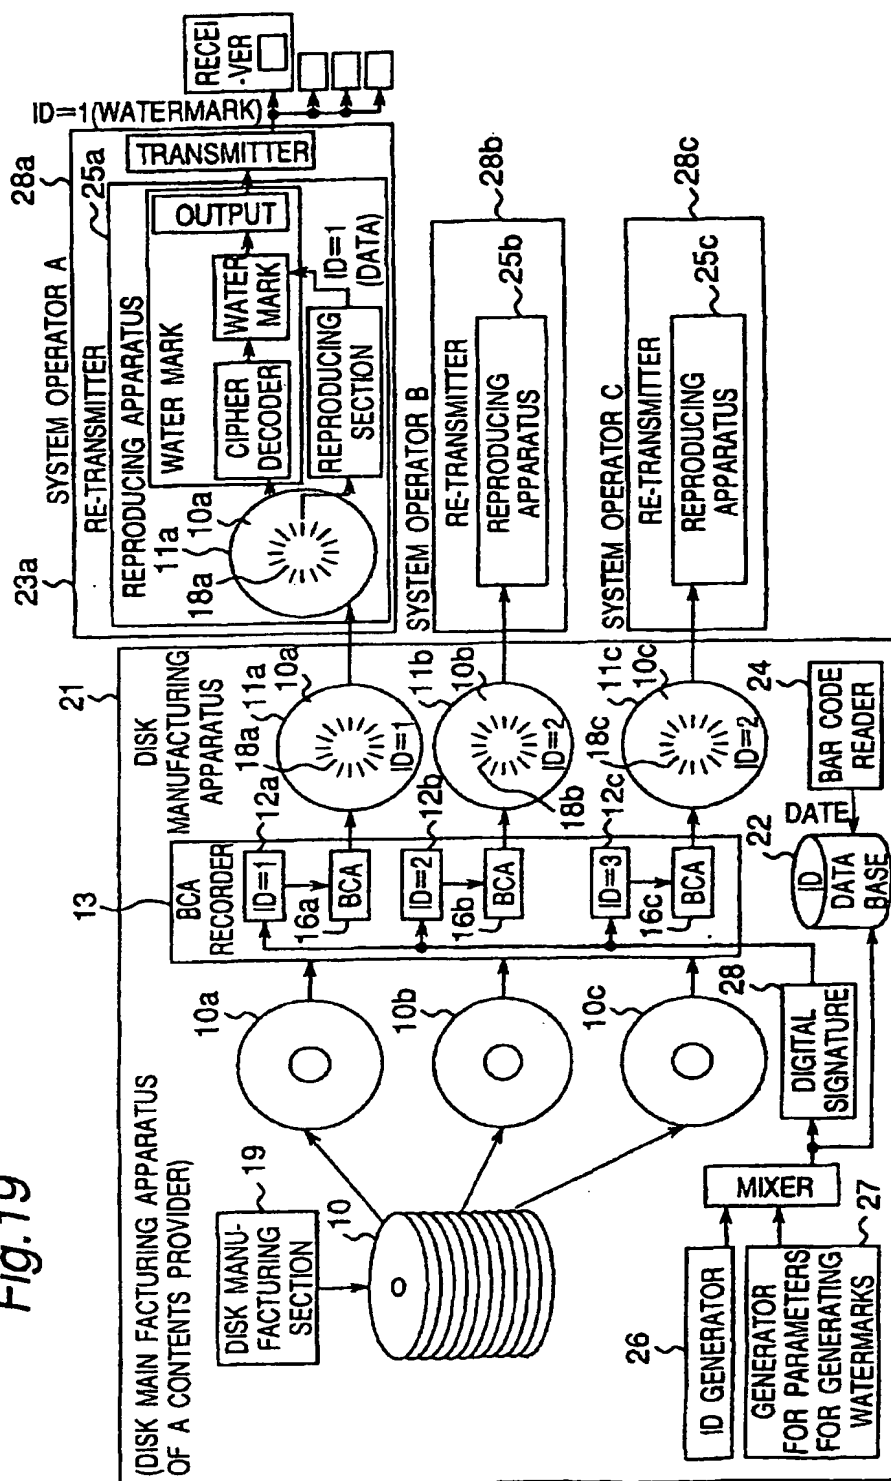 Fig.19
(DISK MAIN FACTURING APPARATUS
OF A CONTENTS PROVIDER)
21
DISK
MANUFACTURING
APPARATUS
DISK MANU-
FACTURING
SECTION
19
10
10a
10b
10c
13
BCA
RECORDER
ID=1
12a
16a
BCA
ID=2
12b
16b
BCA
ID=3
12c
16c
BCA
18a
11a
10a
ID=1
11b
10b
18b
ID=2
18c
11c
10c
ID=2
26
ID GENERATOR
GENERATOR
FOR PARAMETERS
FOR GENERATING
WATERMARKS
27
MIXER
DIGITAL
SIGNATURE
28
22
ID
DATA
BASE
DATE
BAR CODE
READER
24
23a
SYSTEM OPERATOR A
28a
RE-TRANSMITTER
25a
REPRODUCING APPARATUS
WATER MARK
11a
10a
18a
CIPHER
DECODER
WATER
MARK
OUTPUT
REPRODUCING
SECTION
ID=1
(DATA)
TRANSMITTER
ID=1(WATERMARK)
RECEI
-VER
SYSTEM OPERATOR B
RE-TRANSMITTER
28b
REPRODUCING
APPARATUS
25b
SYSTEM OPERATOR C
RE-TRANSMITTER
28c
REPRODUCING
APPARATUS
25c